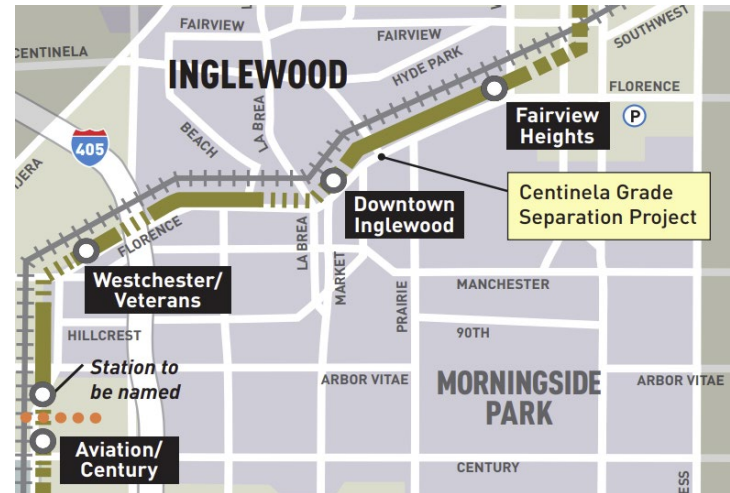 FAIRVIEW
FAIRVIEW
SOUTHWEST
CENTINELA
INGLEWOOD
HYDE PARK
FLORENCE
LA BREA
BEACH
405
Fairview
Heights
P
FLORENCE
Downtown
Inglewood
Centinela Grade
Separation Project
LA BREA
MARKET
PRAIRIE
Westchester/
Veterans
MANCHESTER
HILLCREST
90TH
Station to
be named
ARBOR VITAE
MORNINGSIDE
PARK
ARBOR VITAE
Aviation/
Century
CENTURY